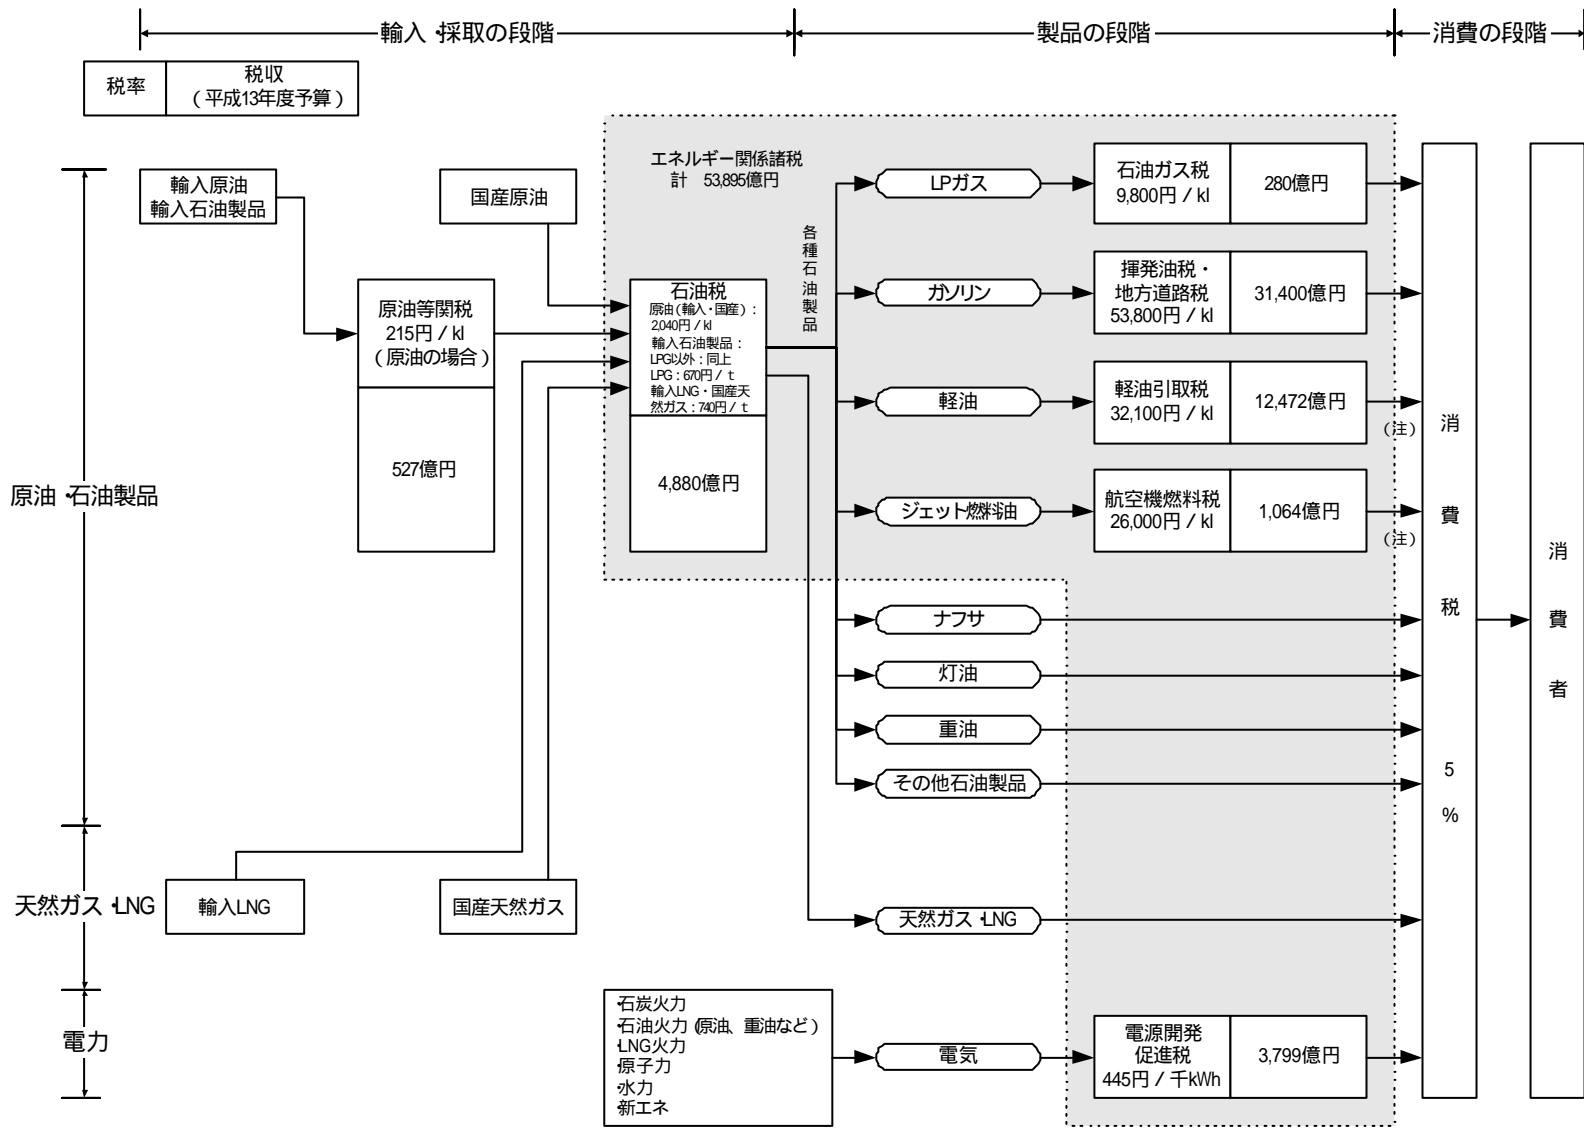 輸入・採取の段階
製品の段階
消費の段階
税率
税収
（平成13年度予算）
エネルギー関係諸税
計　53,895億円
輸入原油
輸入石油製品
国産原油
LPガス
石油ガス税
9,800円 / kl
280億円
各種石油製品
原油等関税
215円 / kl
（原油の場合）
527億円
石油税
原油（輸入・国産）：
2,040円 / kl
輸入石油製品：
LPG以外：同上
LPG：670円 / t
輸入LNG・国産天
然ガス：740円 / t
4,880億円
ガソリン
揮発油税・
地方道路税
53,800円 / kl
31,400億円
軽油
軽油引取税
32,100円 / kl
12,472億円
（注）
原油・石油製品
ジェット燃料油
航空機燃料税
26,000円 / kl
1,064億円
（注）
ナフサ
灯油
重油
その他石油製品
消費税5%
消費者
天然ガス・LNG
輸入LNG
国産天然ガス
天然ガス・LNG
電力
・石炭火力
・石油火力（原油、重油など）
・LNG火力
・原子力
・水力
・新エネ
電気
電源開発
促進税
445円 / 千kWh
3,799億円